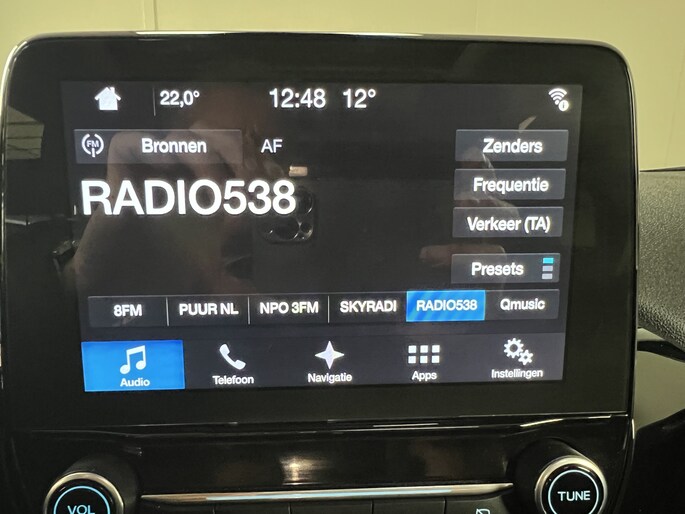 22,0° 12:48 12°
FM Bronnen AF Zenders
RADIO538
Frequentie
Verkeer (TA)
Presets
8FM PUUR NL NPO 3FM SKYRADI RADIO538 Qmusic
Audio Telefoon Navigatie Apps Instellingen
VOL TUNE